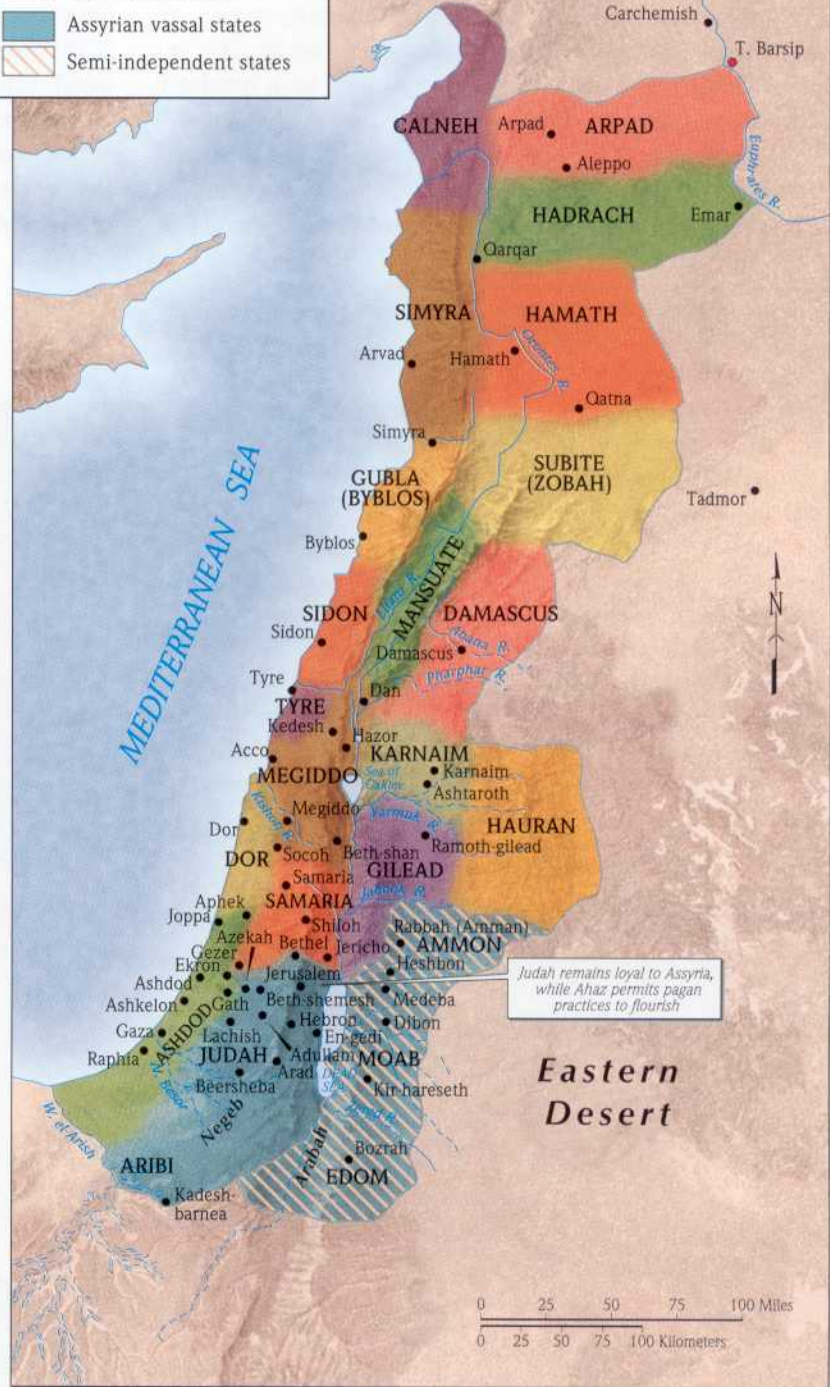 Assyrian vassal states
Semi-independent states
Carchemish
T. Barsip
CALNEH
Arpad
ARPAD
Aleppo
Euphrates R.
HADRACH
Emar
Qarqar
SIMYRA
HAMATH
Arvad
Hamath
Orontes R.
Qatna
Simyra
SUBITE
(ZOBAH)
GUBLA
(BYBLOS)
Tadmor
MEDITERRANEAN SEA
Byblos
MANSUATE
Litani R.
SIDON
DAMASCUS
Sidon
Abana R.
Damascus
Pharphar R.
N
Tyre
Dan
TYRE
Kedesh
Hazor
Acco
KARNAIM
MEGIDDO
Sea of
Karnaim
Ashtaroth
Kishon R.
Megiddo
Yarmuk R.
Dor
HAURAN
Ramoth-gilead
DOR
Socoh
Beth-shan
GILEAD
Samaria
Jabbok R.
SAMARIA
Aphek
Joppa
Shiloh
Rabbah (Amman)
Azekah
Bethel
Jericho
AMMON
Gezer
Ekron
Jerusalem
Heshbon
Judah remains loyal to Assyria,
while Ahaz permits pagan
practices to flourish
Ashdod
Gath
Beth-shemesh
Medeba
Ashkelon
ASHDOD
Hebron
Dibon
Gaza
Lachish
En-gedi
Raphia
JUDAH
Adullam
MOAB
Arad
DEAD
SEA
Beersheba
Kir-hareseth
N. Besor
Negeb
Zered R.
Eastern
Desert
W. el-Arish
Arabah
Bozrah
ARIBI
EDOM
Kadesh-
barnea
0 25 50 75 100 Miles
0 25 50 75 100 Kilometers